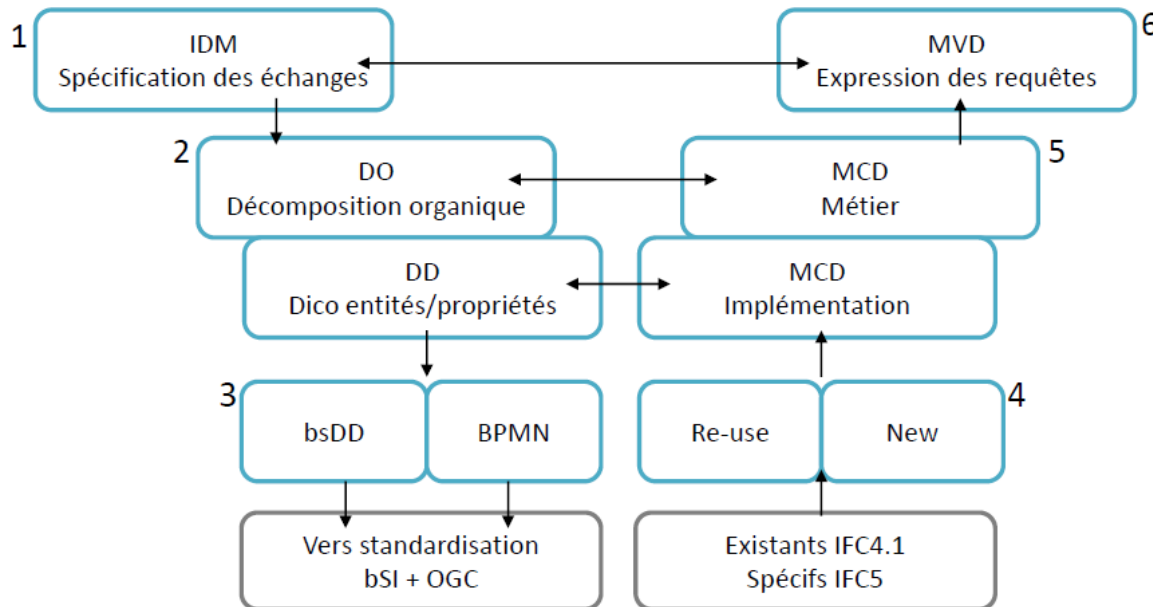 1
IDM
Spécification des échanges
MVD
Expression des requêtes
6
2
DO
Décomposition organique
MCD
Métier
5
DD
Dico entités/propriétés
MCD
Implémentation
3
bsDD
BPMN
Re-use
New
4
Vers standardisation
bSI + OGC
Existants IFC4.1
Spécifs IFC5